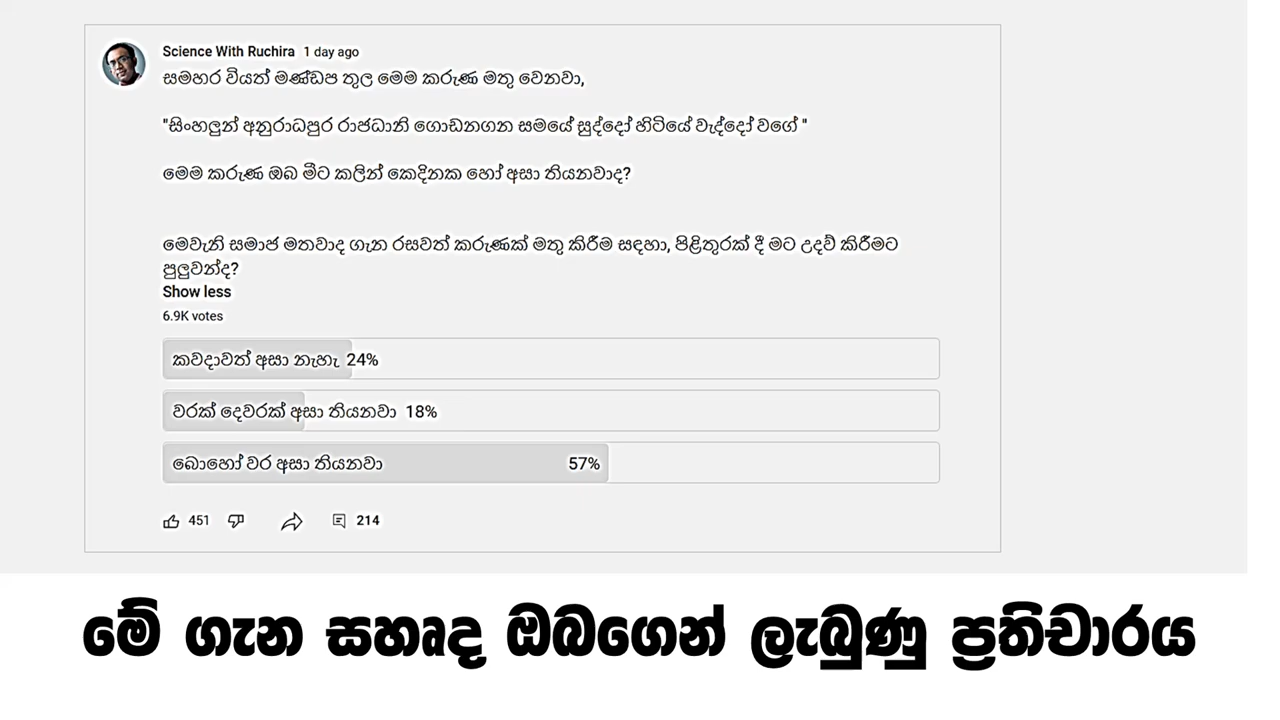 Science With Ruchira 1 day ago
සමහර වියත් මණ්ඩප තුල මෙම කරුණ මතු වෙනවා,
"සිංහලුන් අනුරාධපුර රාජධානි ගොඩනගන සමයේ සුද්දෝ හිටියේ වැද්දෝ වගේ "
මෙම කරුණ ඔබ මීට කලින් කෙදිනක හෝ අසා තියනවාද?
මෙවැනි සමාජ මතවාද ගැන රසවත් කරුණක් මතු කිරීම සඳහා, පිළිතුරක් දී මට උදව් කිරීමට
පුලුවන්ද?
Show less
6.9K votes
කවදාවත් අසා නැහැ 24%
වරක් දෙවරක් අසා තියනවා 18%
බොහෝ වර අසා තියනවා 57%
451 214
මේ ගැන සහෘද ඔබගෙන් ලැබුණු ප්‍රතිචාරය